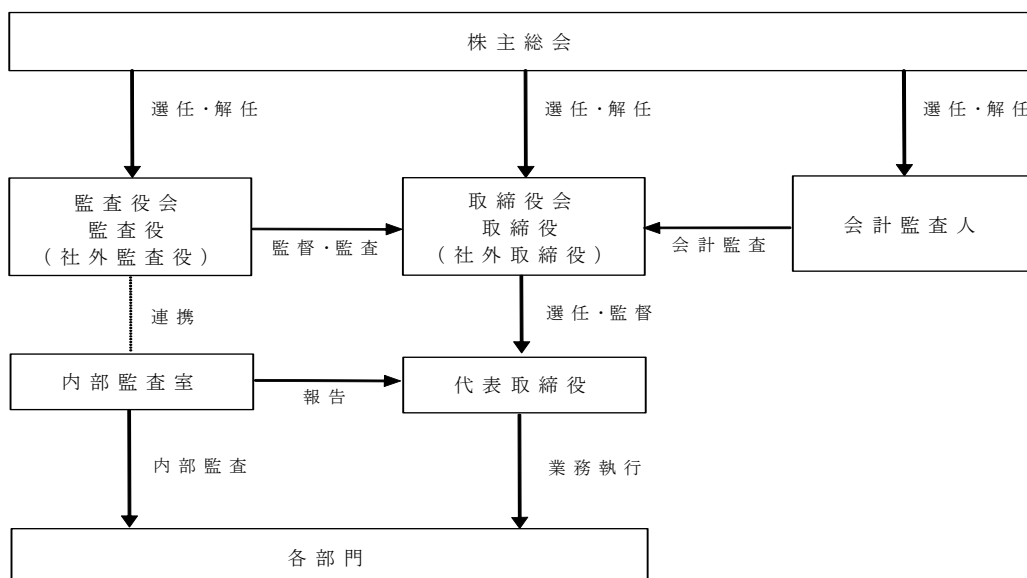 株主総会
選任・解任
選任・解任
選任・解任
監査役会
監査役
(社外監査役)
監督・監査
取締役会
取締役
(社外取締役)
会計監査
会計監査人
連携
選任・監督
内部監査室
報告
代表取締役
内部監査
業務執行
各部門